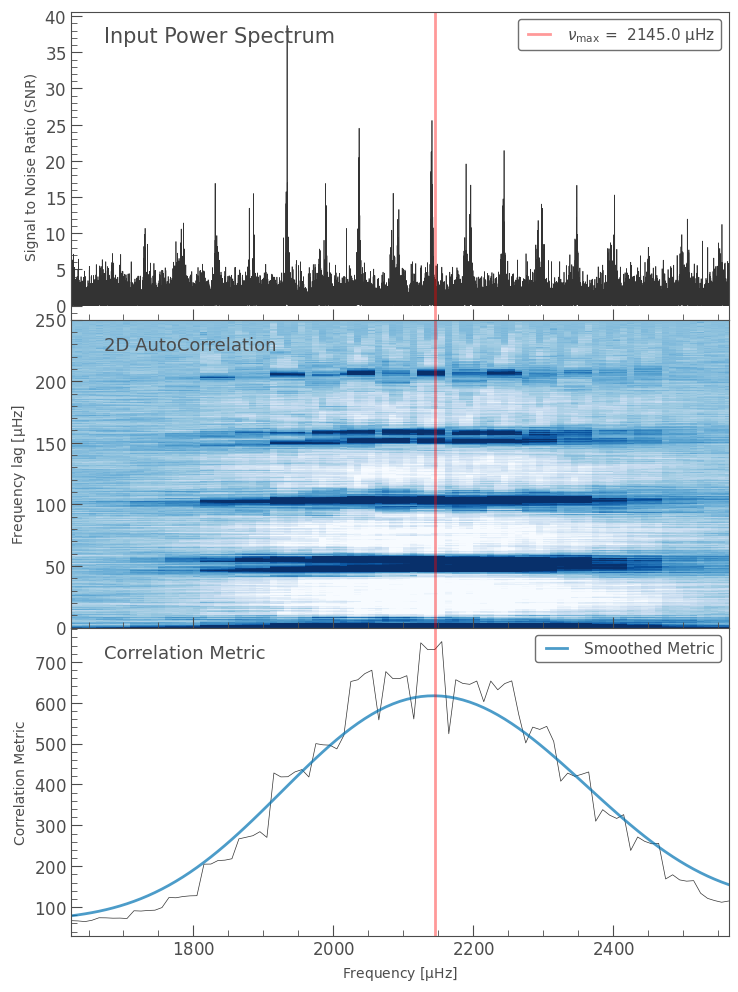 Input Power Spectrum
ν_max = 2145.0 µHz
Signal to Noise Ratio (SNR)
40
35
30
25
20
15
10
5
0
2D AutoCorrelation
Frequency lag [µHz]
250
200
150
100
50
0
Correlation Metric
Smoothed Metric
Correlation Metric
700
600
500
400
300
200
100
1800 2000 2200 2400
Frequency [µHz]